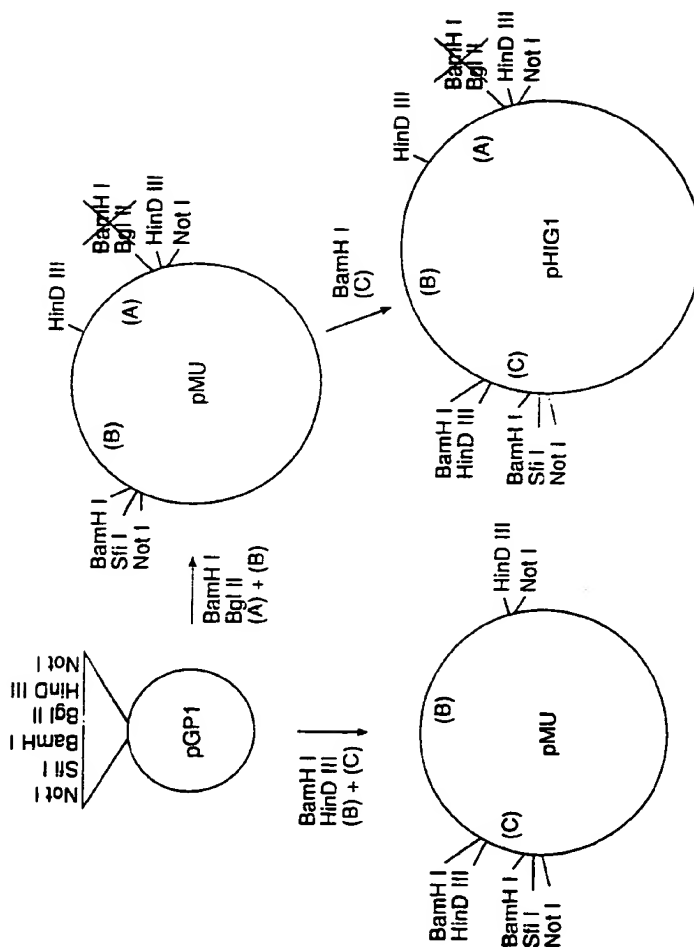 Not I
Sfi I
BamH I
Bgl II
HinD III
Not I
pGP1
BamH I
Bgl II
(A) + (B)
BamH I
Sfi I
Not I
(B)
HinD III
(A)
BamH I
Bgl II
HinD III
Not I
pMU
BamH I
(C)
BamH I
HinD III
(B) + (C)
BamH I
HinD III
(C)
BamH I
Sfi I
Not I
(B)
HinD III
Not I
pMU
BamH I
HinD III
(C)
BamH I
Sfi I
Not I
(B)
HinD III
(A)
BamH I
Bgl II
HinD III
Not I
pHIG1